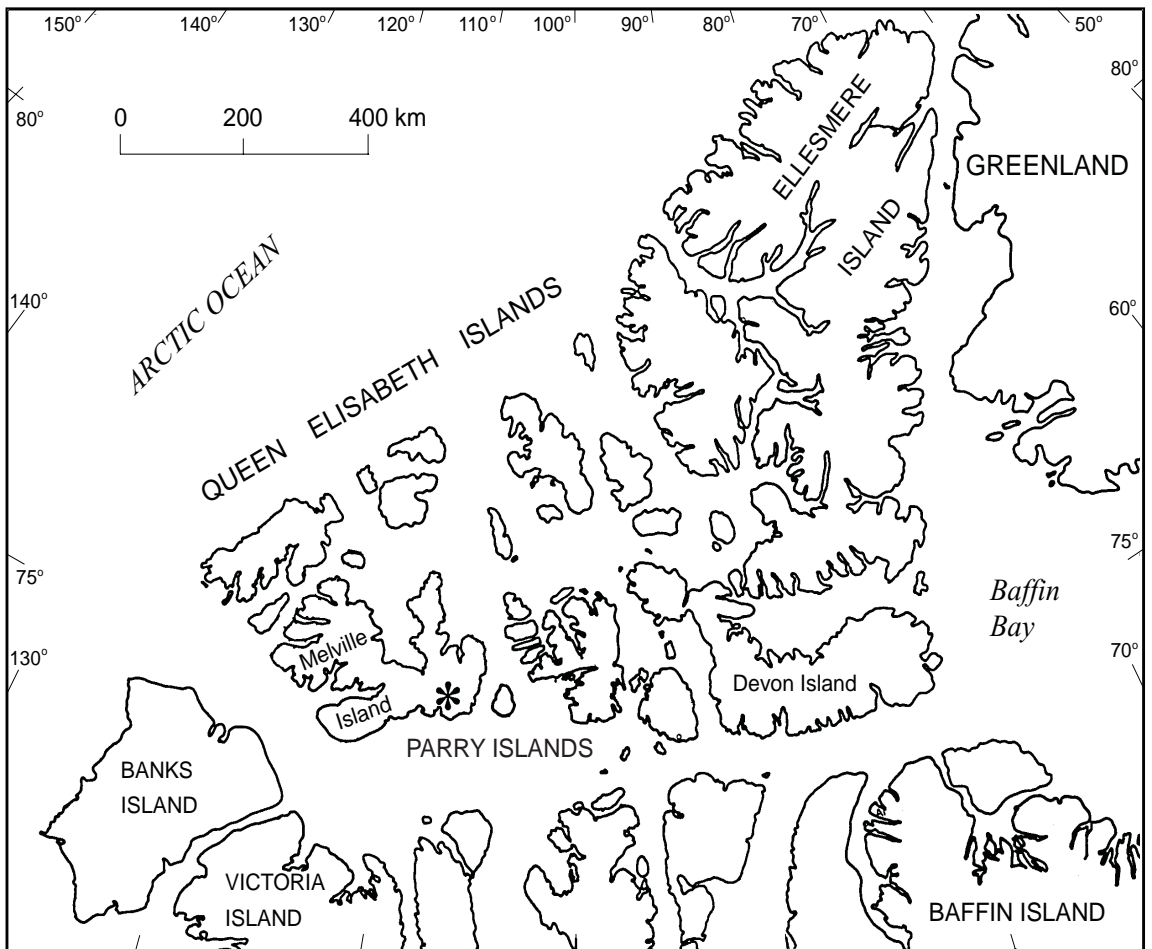 150° 140° 130° 120° 110° 100° 90° 80° 70° 50°
80°
80°
0 200 400 km
ELLESMERE
GREENLAND
ISLAND
ARCTIC OCEAN
140°
60°
QUEEN ELISABETH ISLANDS
75°
75°
Baffin
Bay
Melville
130°
70°
Devon Island
Island
*
PARRY ISLANDS
BANKS
ISLAND
VICTORIA
ISLAND
BAFFIN ISLAND